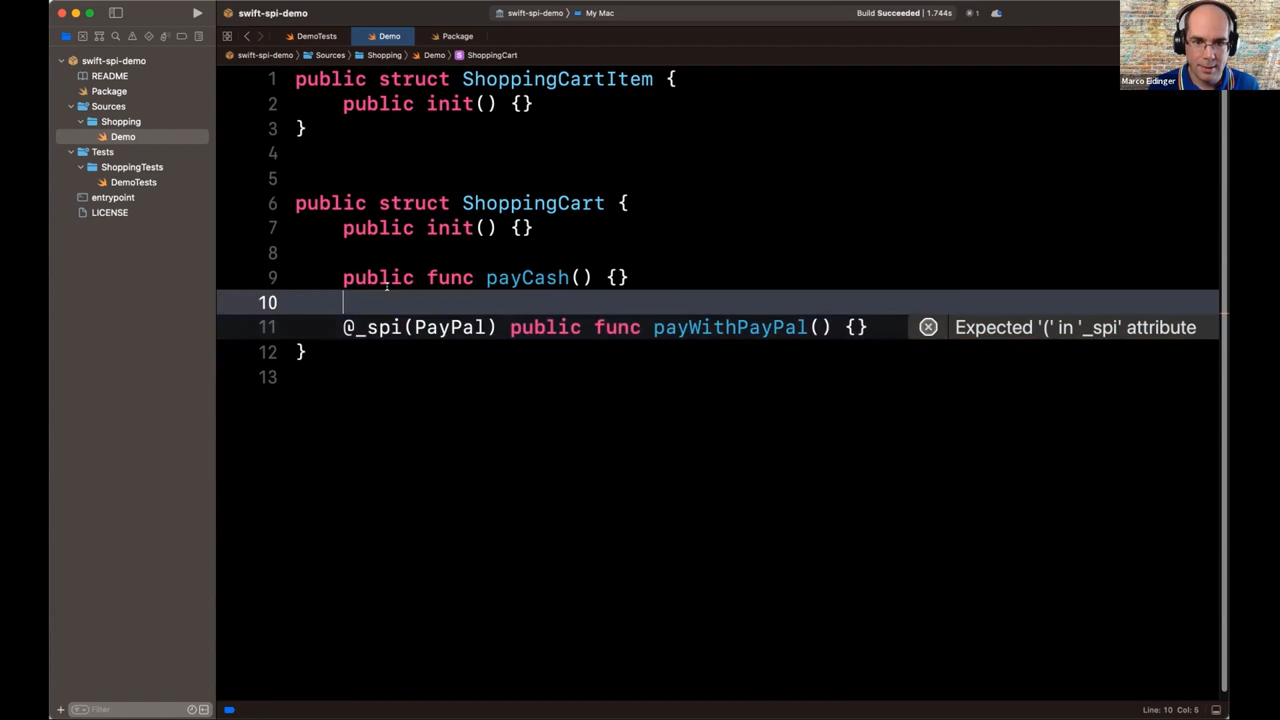 swift-spi-demo
swift-spi-demo 〉 My Mac
Build Succeeded | 1.744s
1
DemoTests
Demo
Package
swift-spi-demo 〉 Sources 〉 Shopping 〉 Demo 〉 S ShoppingCart
swift-spi-demo
README
Package
Sources
Shopping
Demo
Tests
ShoppingTests
DemoTests
entrypoint
LICENSE
1 public struct ShoppingCartItem {
2 public init() {}
3 }
4
5
6 public struct ShoppingCart {
7 public init() {}
8
9 public func payCash() {}
10
11 @_spi(PayPal) public func payWithPayPal() {} Expected '(' in '_spi' attribute
12 }
13
Marco Eidinger
Filter
Line: 10 Col: 5